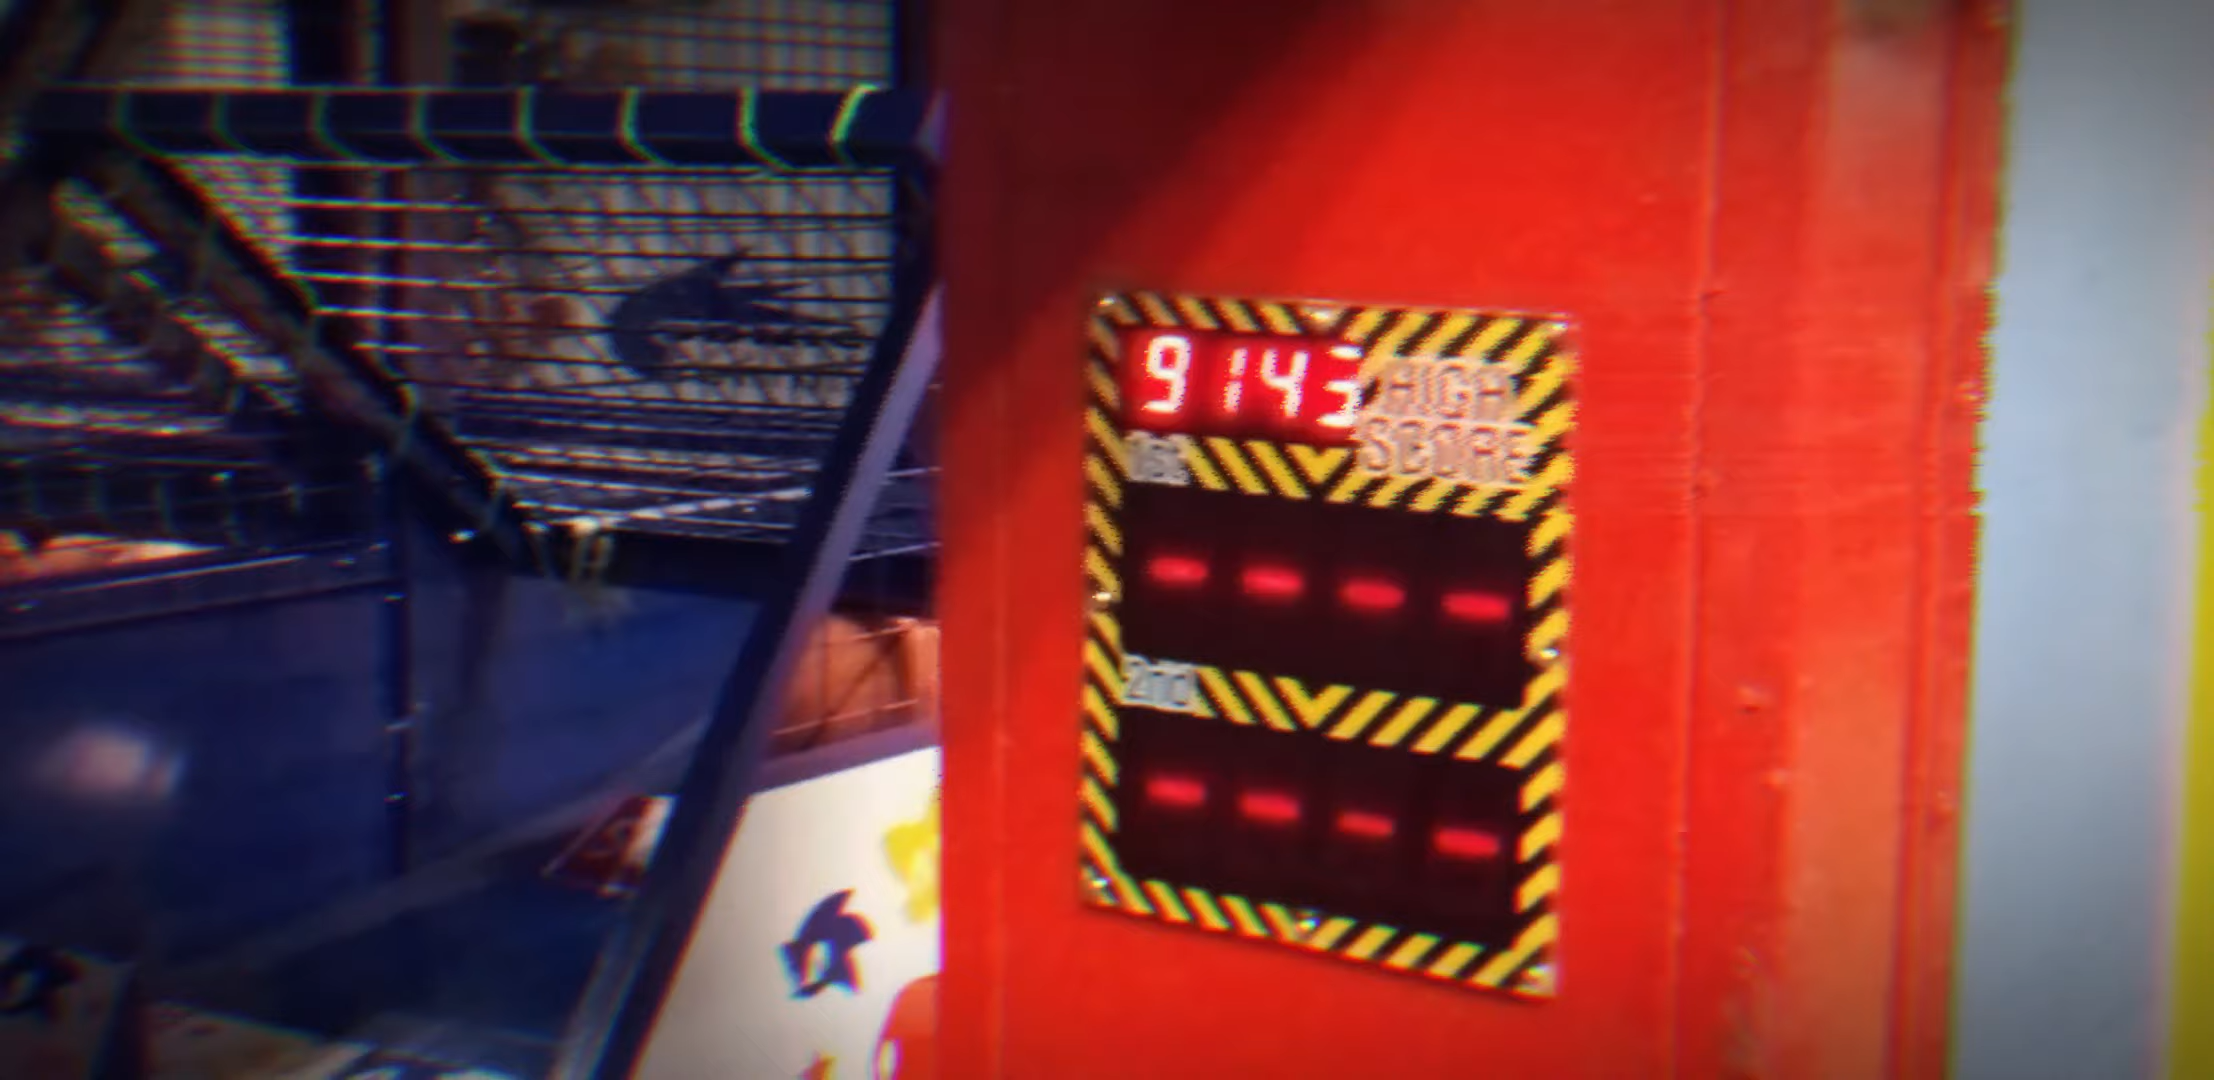 9143
HIGH
SCORE
1st
- - - -
2nd
- - - -